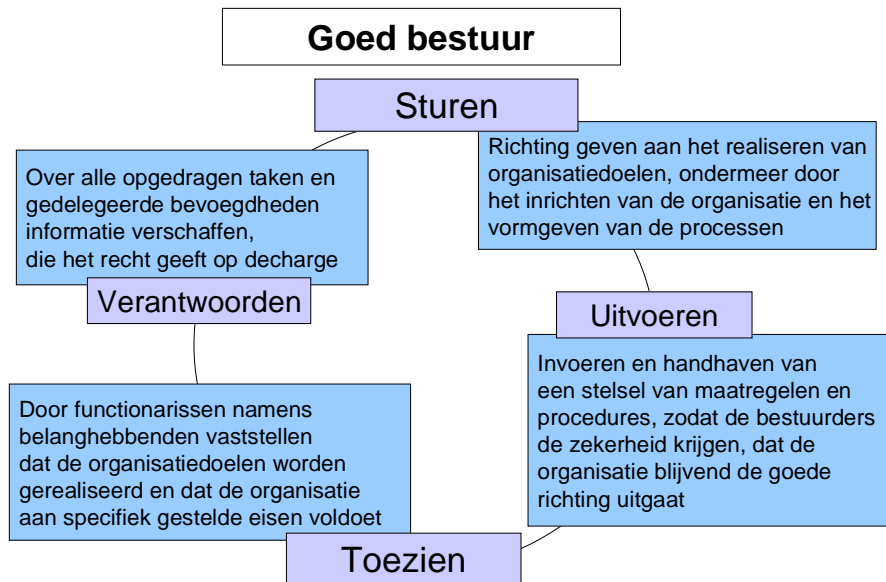 Goed bestuur
Sturen
Richting geven aan het realiseren van
organisatiedoelen, ondermeer door
het inrichten van de organisatie en het
vormgeven van de processen
Uitvoeren
Invoeren en handhaven van
een stelsel van maatregelen en
procedures, zodat de bestuurders
de zekerheid krijgen, dat de
organisatie blijvend de goede
richting uitgaat
Toezien
Door functionarissen namens
belanghebbenden vaststellen
dat de organisatiedoelen worden
gerealiseerd en dat de organisatie
aan specifiek gestelde eisen voldoet
Verantwoorden
Over alle opgedragen taken en
gedelegeerde bevoegdheden
informatie verschaffen,
die het recht geeft op decharge